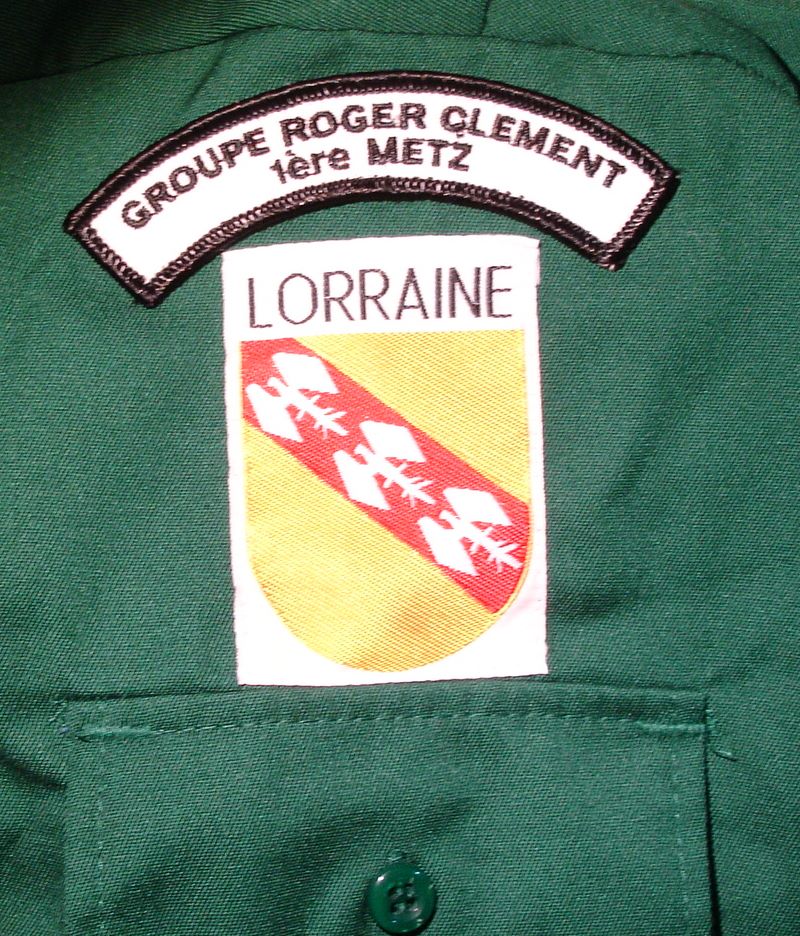 GROUPE ROGER CLEMENT
1ère METZ
LORRAINE